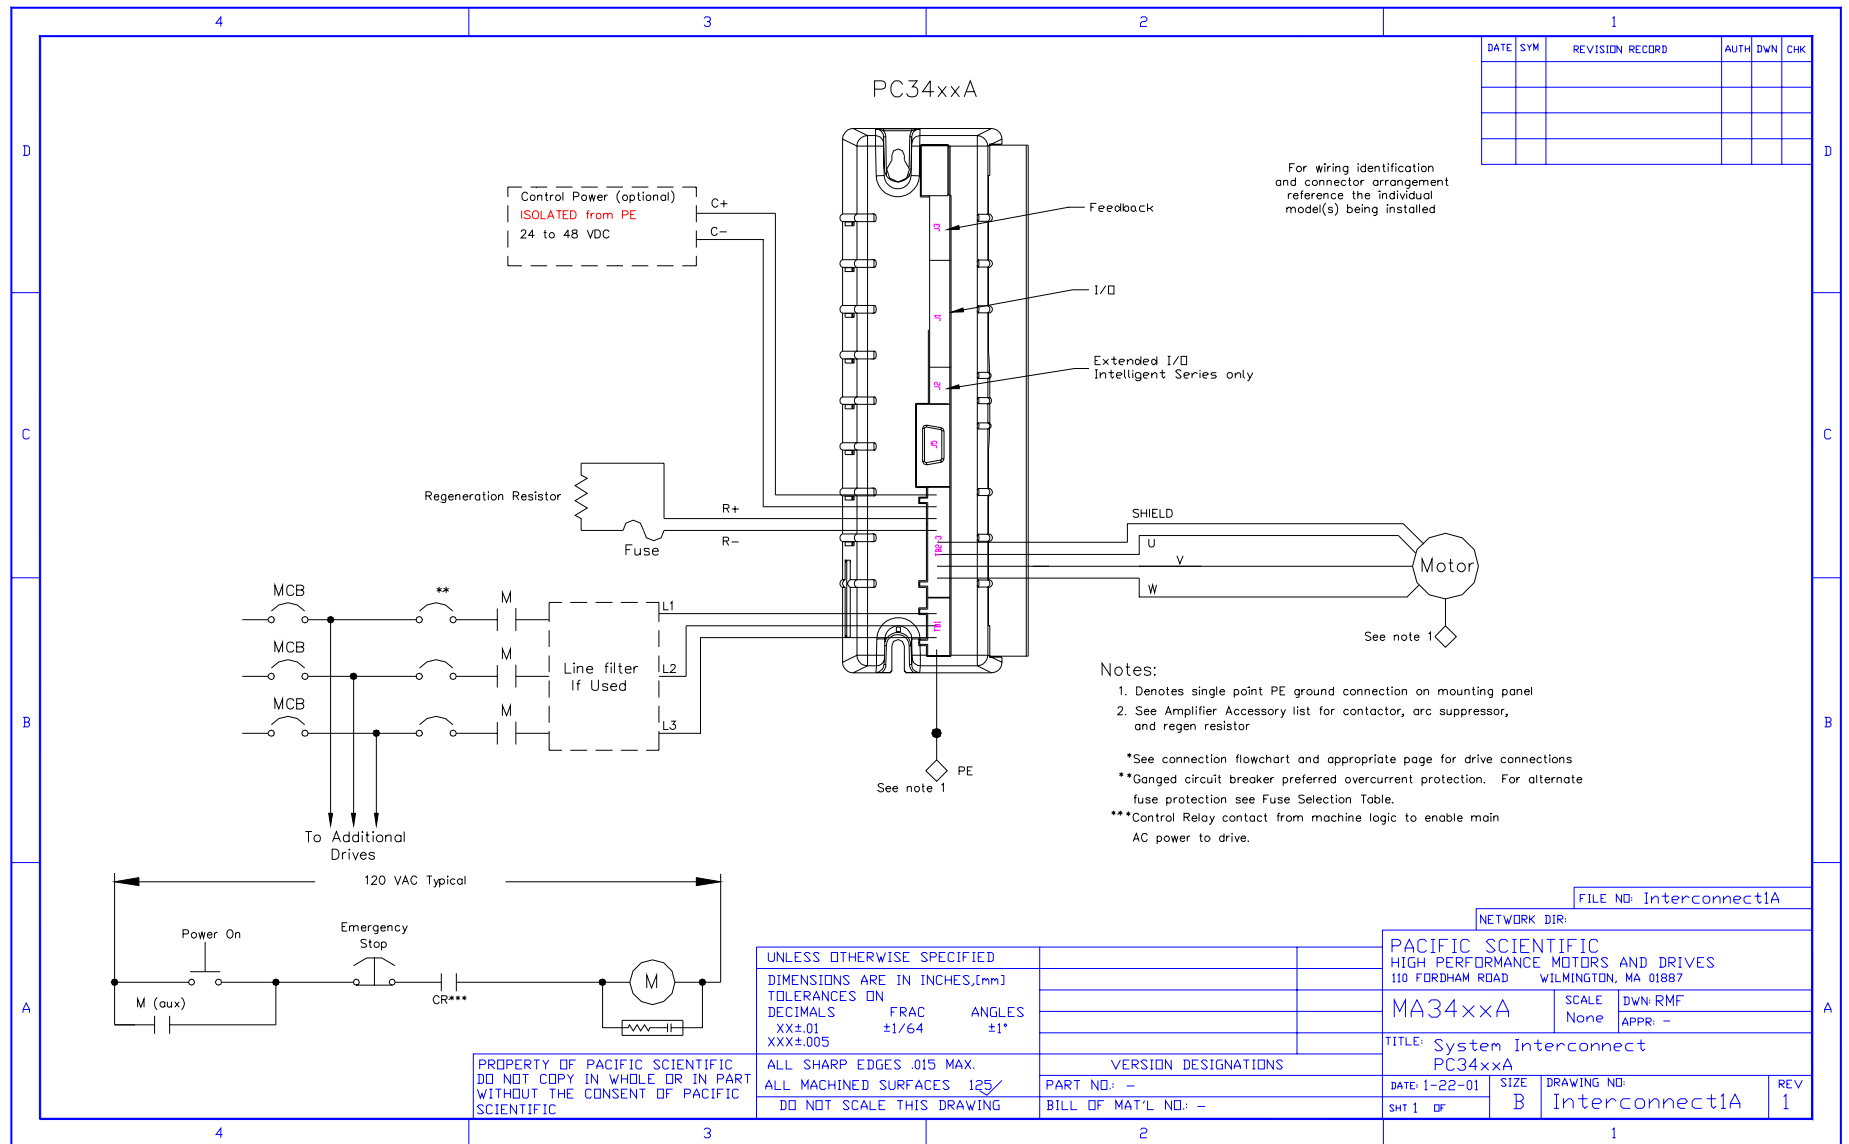 4 3 2 1
DATE SYM REVISION RECORD AUTH DWN CHK
PC34xxA
D D
For wiring identification
and connector arrangement
reference the individual
model(s) being installed
Control Power (optional)
ISOLATED from PE
24 to 48 VDC
C+
C-
J3
Feedback
J1
I/O
Extended I/O
Intelligent Series only
J2
C C
J5
Regeneration Resistor
R+
R-
Fuse
TB2+3
SHIELD
U
V
W
Motor
See note 1
MCB ** M
L1
TB1
MCB M
Line filter
If Used
L2
MCB M
L3
B B
PE
See note 1
To Additional
Drives
Notes:
1. Denotes single point PE ground connection on mounting panel
2. See Amplifier Accessory list for contactor, arc suppressor,
and regen resistor
*See connection flowchart and appropriate page for drive connections
**Ganged circuit breaker preferred overcurrent protection. For alternate
fuse protection see Fuse Selection Table.
***Control Relay contact from machine logic to enable main
AC power to drive.
120 VAC Typical
Power On
Emergency
Stop
M (aux)
CR***
M
A A
FILE NO: Interconnect1A
NETWORK DIR:
PACIFIC SCIENTIFIC
HIGH PERFORMANCE MOTORS AND DRIVES
110 FORDHAM ROAD WILMINGTON, MA 01887
MA34xxA
SCALE
None
DWN: RMF
APPR: -
TITLE: System Interconnect
PC34xxA
DATE: 1-22-01
SHT 1 OF
SIZE
B
DRAWING NO:
Interconnect1A
REV
1
UNLESS OTHERWISE SPECIFIED
DIMENSIONS ARE IN INCHES,[mm]
TOLERANCES ON
DECIMALS FRAC ANGLES
XX±.01 ±1/64 ±1°
XXX±.005
ALL SHARP EDGES .015 MAX.
ALL MACHINED SURFACES 125/
DO NOT SCALE THIS DRAWING
VERSION DESIGNATIONS
PART NO.: -
BILL OF MAT'L NO.: -
PROPERTY OF PACIFIC SCIENTIFIC
DO NOT COPY IN WHOLE OR IN PART
WITHOUT THE CONSENT OF PACIFIC
SCIENTIFIC
4 3 2 1